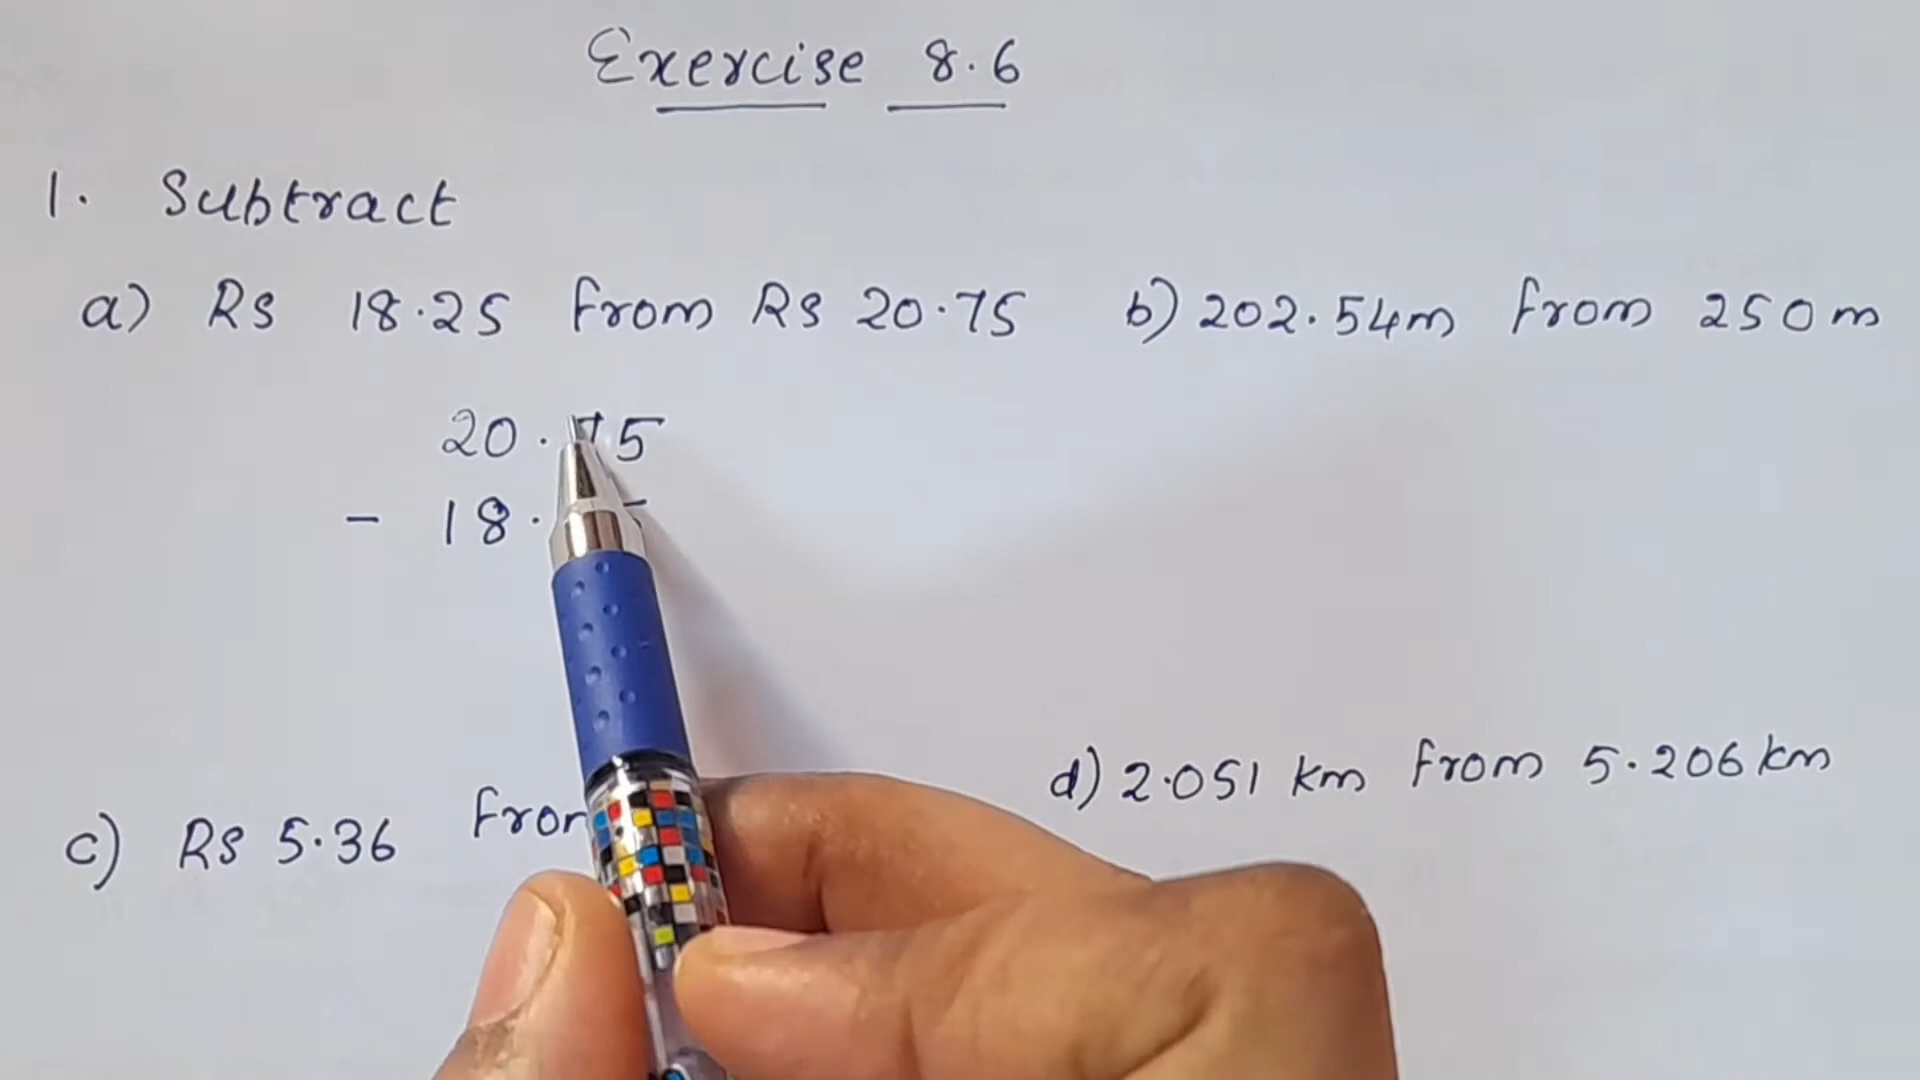 Exercise 8.6
1. Subtract
a) Rs 18.25 from Rs 20.75 b) 202.54m from 250m
20.75
- 18.
c) Rs 5.36
d) 2.051 km from 5.206 km